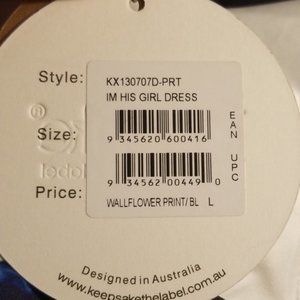 Style:
KX130707D-PRT
IM HIS GIRL DRESS
Size:
9 345620 600416
EAN
UPC
9 34562 00449 0
Price:
WALLFLOWER PRINT/ BL L
Designed in Australia
www.keepsakethelabel.com.au